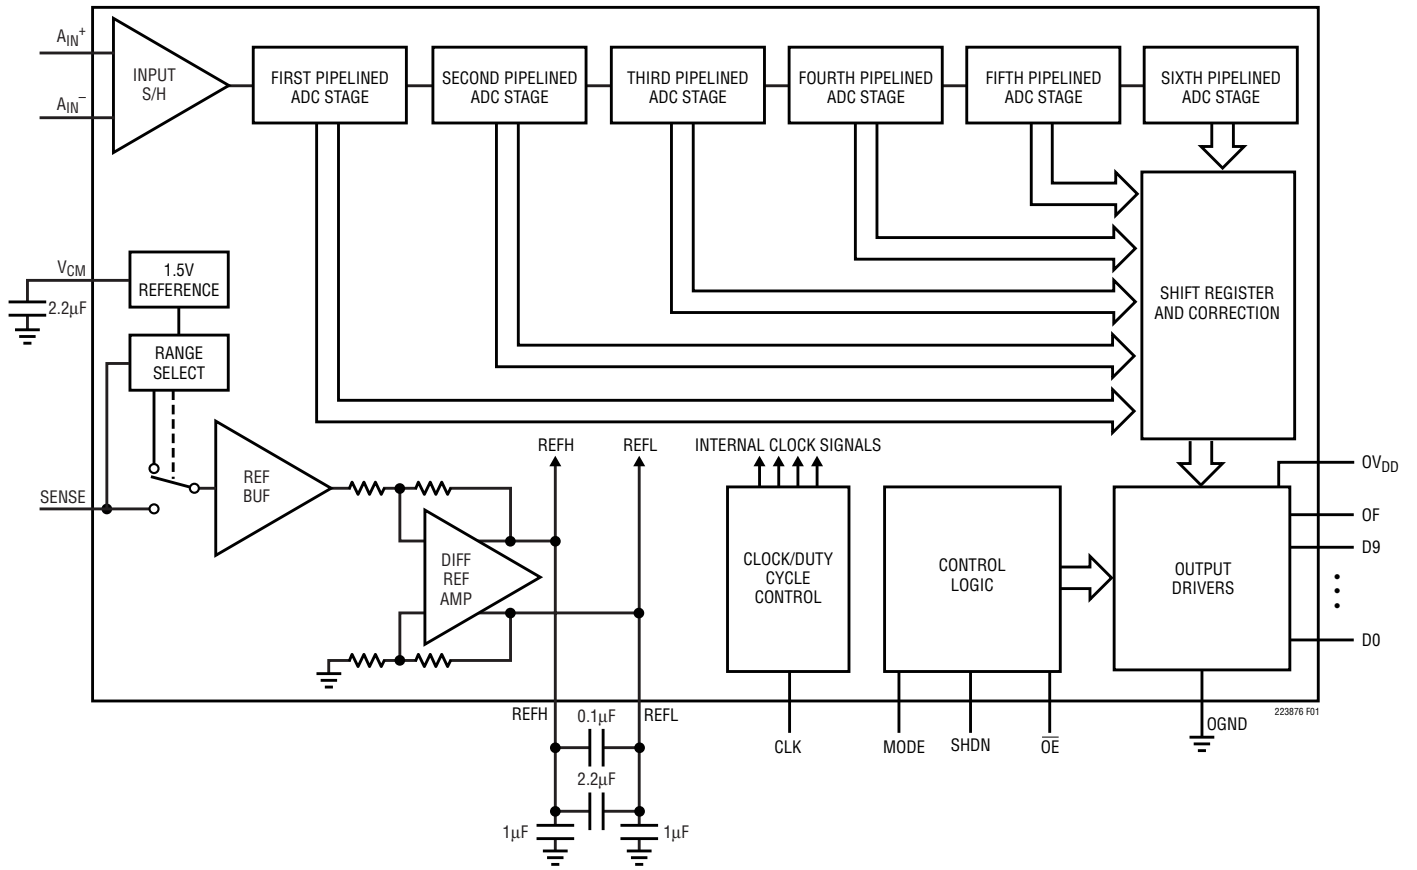 AIN+
INPUT
S/H
AIN–
FIRST PIPELINED
ADC STAGE
SECOND PIPELINED
ADC STAGE
THIRD PIPELINED
ADC STAGE
FOURTH PIPELINED
ADC STAGE
FIFTH PIPELINED
ADC STAGE
SIXTH PIPELINED
ADC STAGE
VCM
2.2µF
1.5V
REFERENCE
RANGE
SELECT
SHIFT REGISTER
AND CORRECTION
SENSE
REF
BUF
REFH
REFL
DIFF
REF
AMP
INTERNAL CLOCK SIGNALS
CLOCK/DUTY
CYCLE
CONTROL
CONTROL
LOGIC
OUTPUT
DRIVERS
OVDD
OF
D9
D0
REFH
0.1µF
REFL
2.2µF
1µF
1µF
CLK
MODE
SHDN
OE
OGND
223876 F01